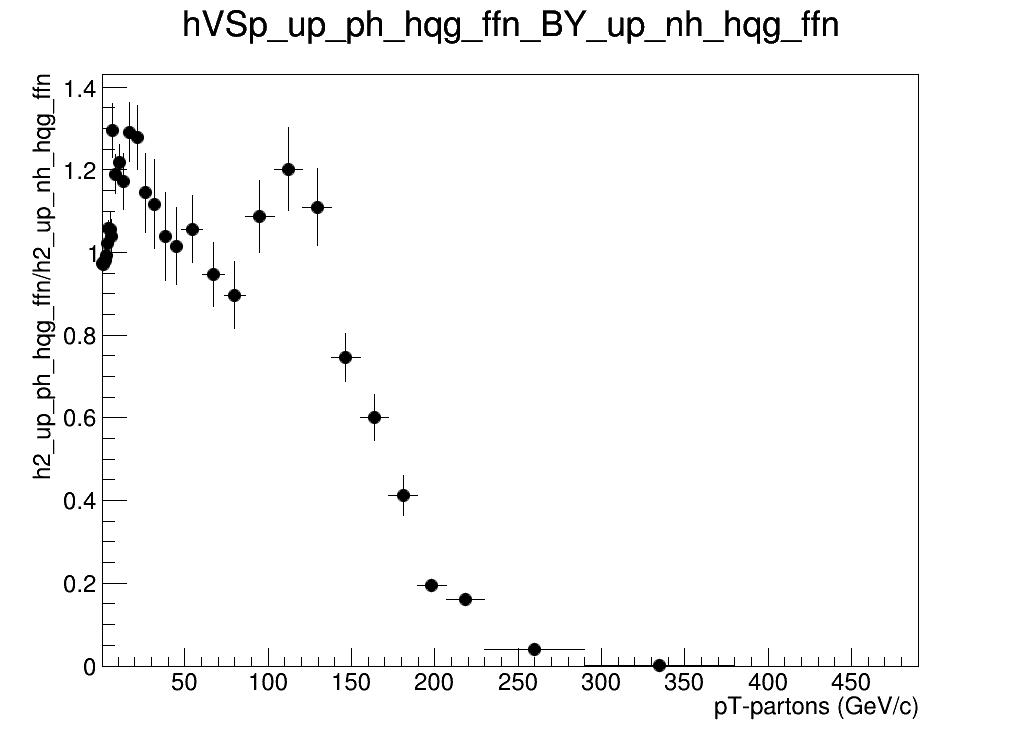 hVSp_up_ph_hqg_ffn_BY_up_nh_hqg_ffn
h2_up_ph_hqg_ffn/h2_up_nh_hqg_ffn
1.4
1.2
1
0.8
0.6
0.4
0.2
0
50 100 150 200 250 300 350 400 450
pT-partons (GeV/c)